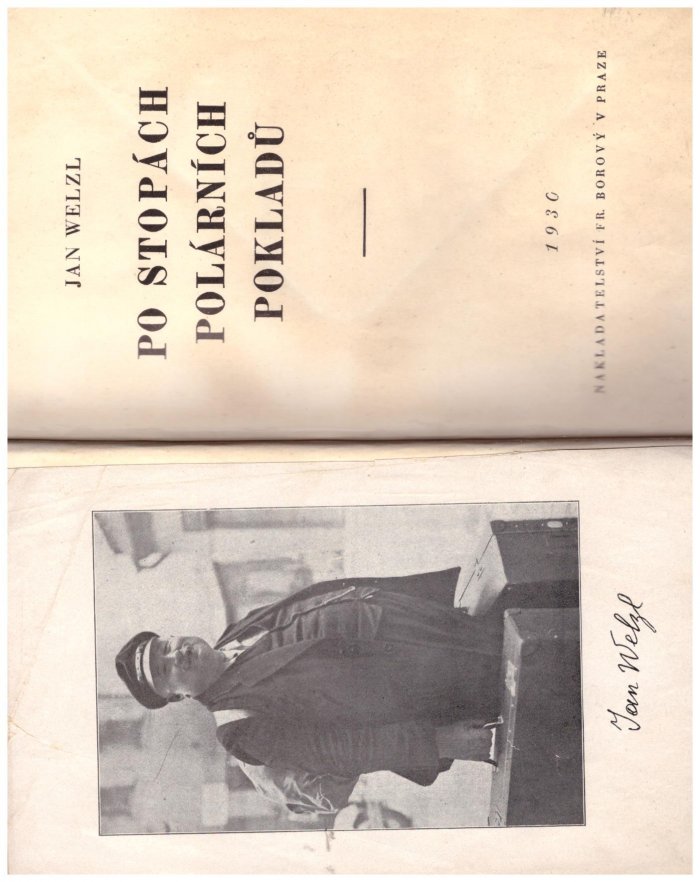 JAN WELZL
PO STOPÁCH
POLÁRNÍCH
POKLADŮ
1930
NAKLADATELSTVÍ FR. BOROVÝ V PRAZE
Jan Welzl